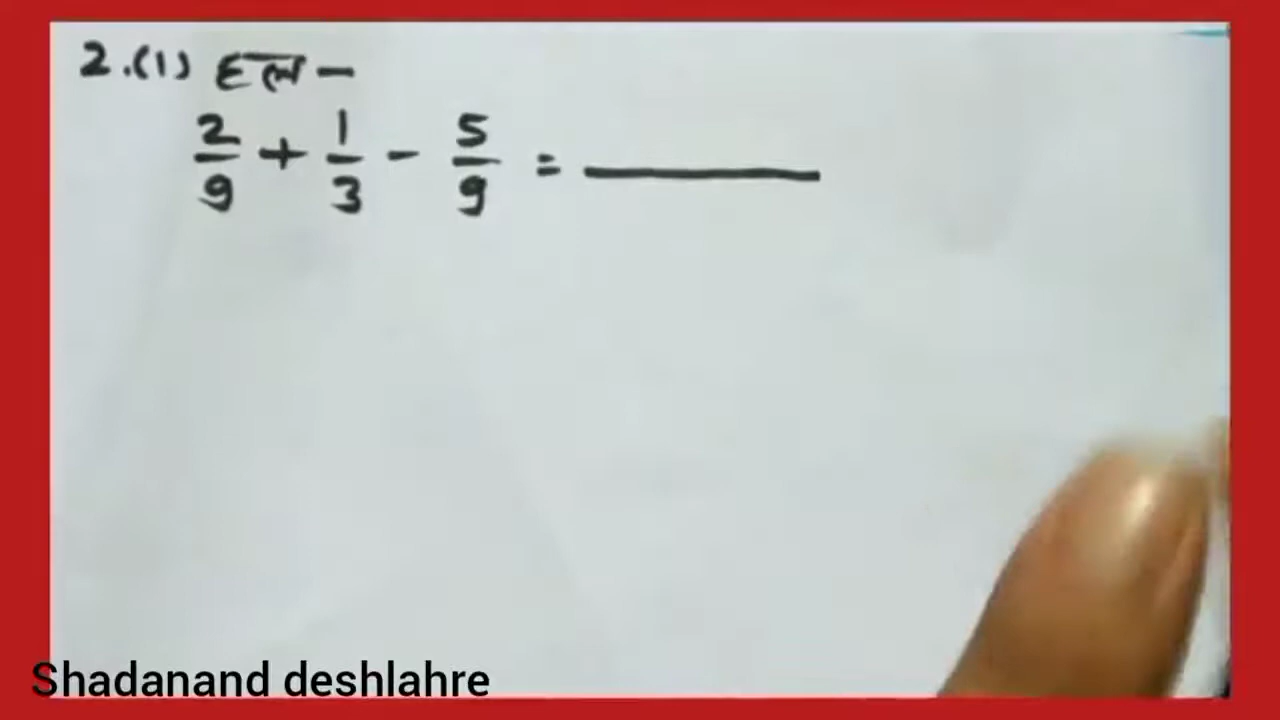 2.(1) हल -
2/9 + 1/3 - 5/9 = ______
Shadanand deshlahre